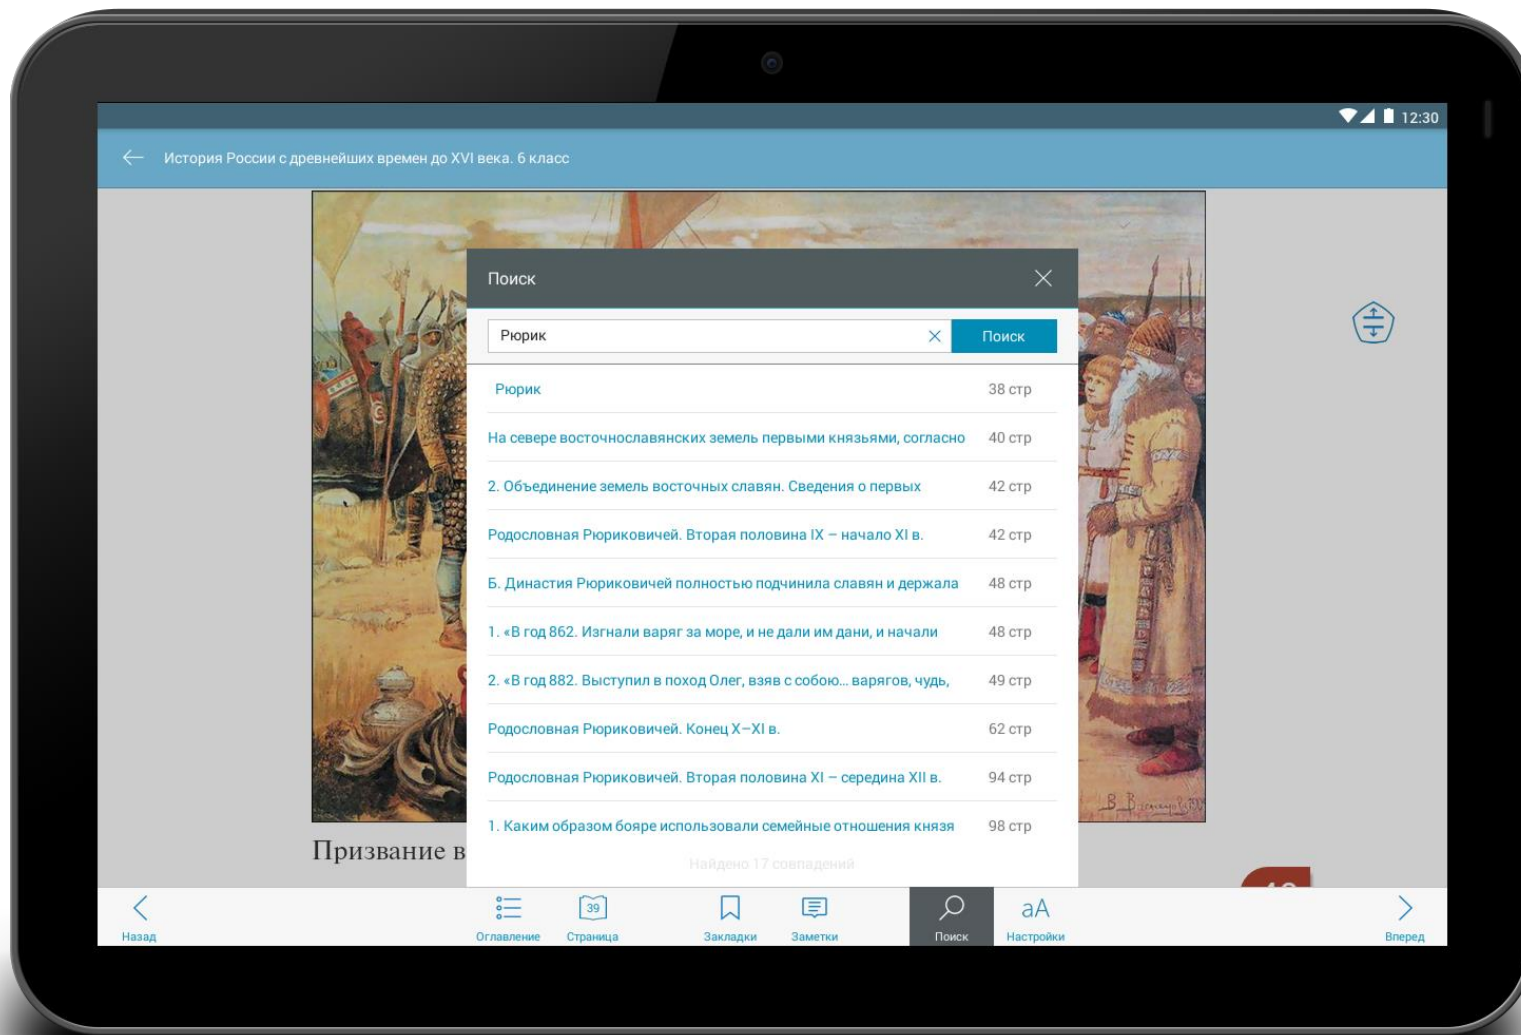 12:30
История России с древнейших времен до XVI века. 6 класс
Поиск
Рюрик
Поиск
Рюрик 38 стр
На севере восточнославянских земель первыми князьями, согласно 40 стр
2. Объединение земель восточных славян. Сведения о первых 42 стр
Родословная Рюриковичей. Вторая половина IX – начало XI в. 42 стр
Б. Династия Рюриковичей полностью подчинила славян и держала 48 стр
1. «В год 862. Изгнали варяг за море, и не дали им дани, и начали 48 стр
2. «В год 882. Выступил в поход Олег, взяв с собою... варягов, чудь, 49 стр
Родословная Рюриковичей. Конец X–XI в. 62 стр
Родословная Рюриковичей. Вторая половина XI – середина XII в. 94 стр
1. Каким образом бояре использовали семейные отношения князя 98 стр
Найдено 17 совпадений
Призвание в
39
aA
Назад Оглавление Страница Закладки Заметки Поиск Настройки Вперед